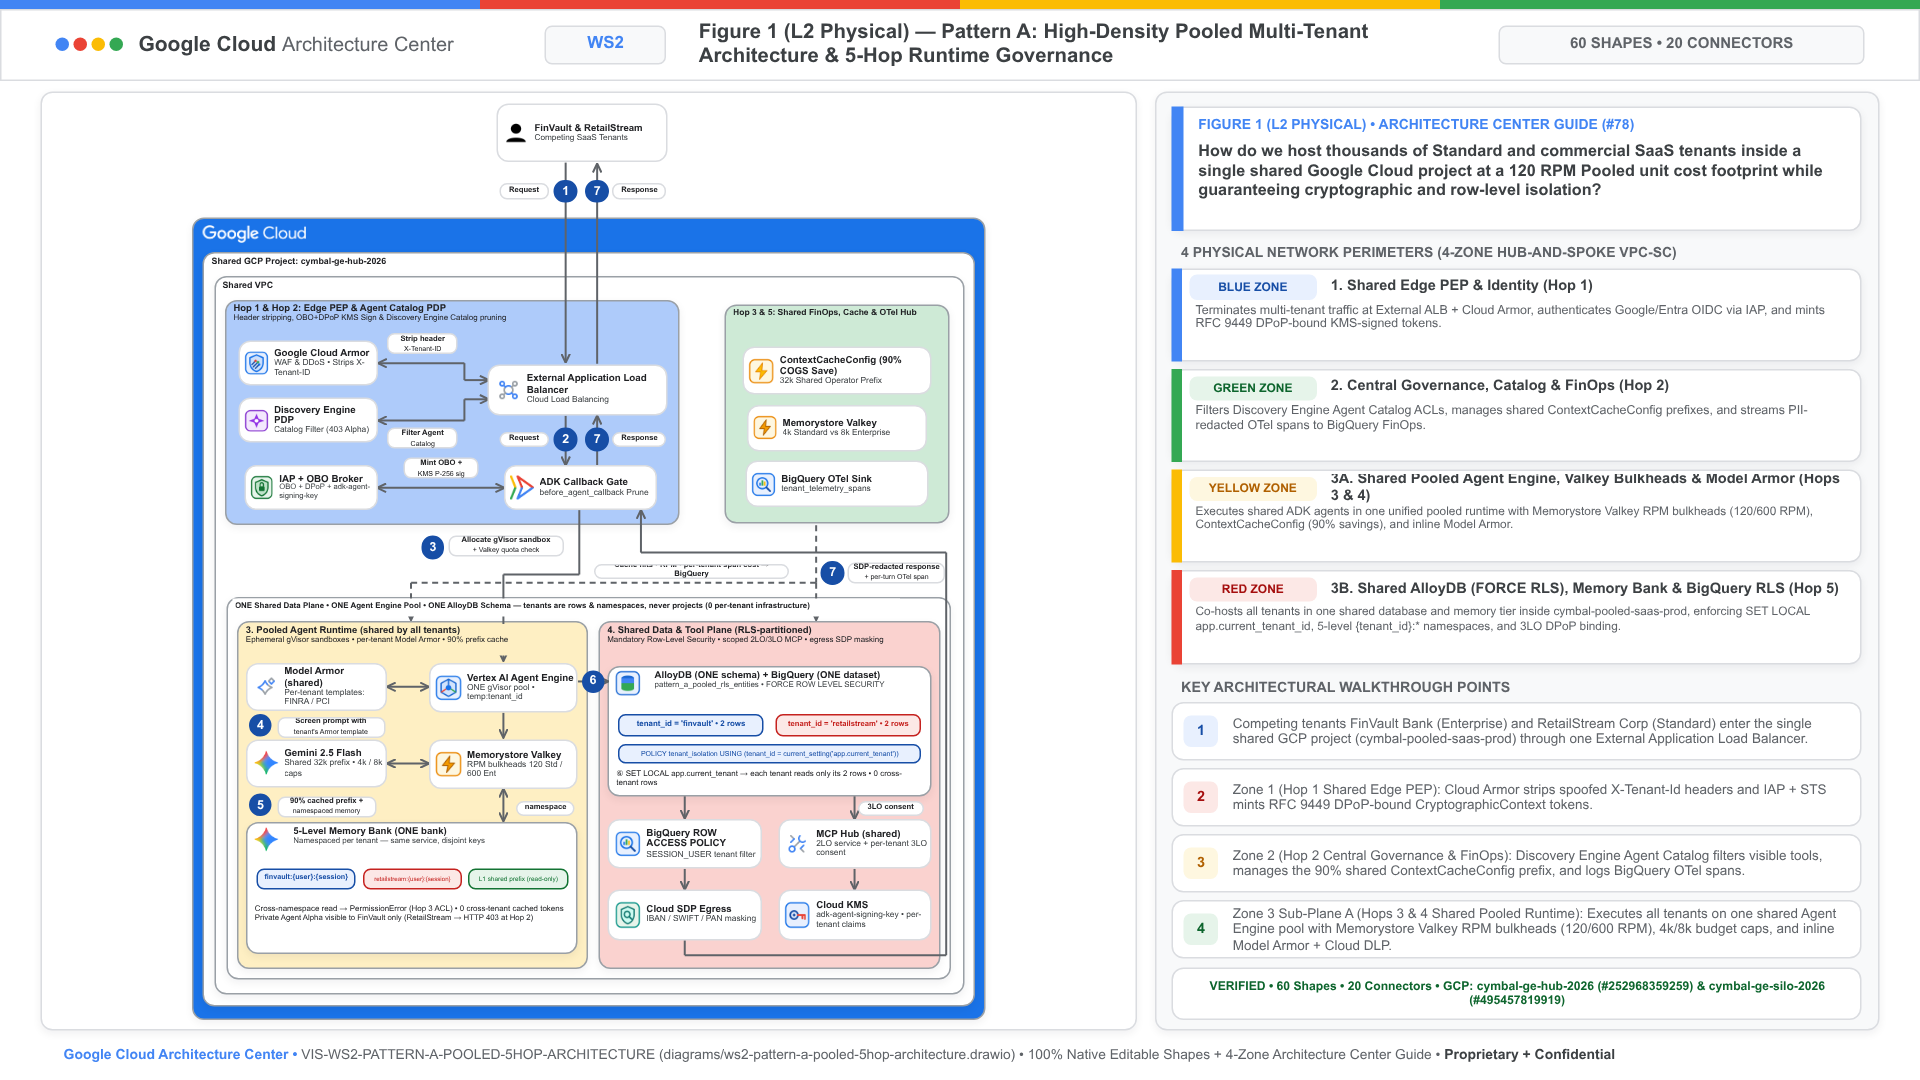 Google Cloud Architecture Center
WS2
Figure 1 (L2 Physical) — Pattern A: High-Density Pooled Multi-Tenant
Architecture & 5-Hop Runtime Governance
60 SHAPES • 20 CONNECTORS
FinVault & RetailStream
Competing SaaS Tenants
Request
1
7
Response
Google Cloud
Shared GCP Project: cymbal-ge-hub-2026
Shared VPC
Hop 1 & Hop 2: Edge PEP & Agent Catalog PDP
Header stripping, OBO+DPoP KMS Sign & Discovery Engine Catalog pruning
Strip header
X-Tenant-ID
Google Cloud Armor
WAF & DDoS • Strips X-
Tenant-ID
External Application Load
Balancer
Cloud Load Balancing
Discovery Engine
PDP
Catalog Filter (403 Alpha)
Filter Agent
Catalog
Request
2
7
Response
Mint OBO +
KMS P-256 sig
IAP + OBO Broker
OBO + DPoP + adk-agent-
signing-key
ADK Callback Gate
before_agent_callback Prune
Hop 3 & 5: Shared FinOps, Cache & OTel Hub
ContextCacheConfig (90%
COGS Save)
32k Shared Operator Prefix
Memorystore Valkey
4k Standard vs 8k Enterprise
BigQuery OTel Sink
tenant_telemetry_spans
3
Allocate gVisor sandbox
+ Valkey quota check
BigQuery
7
SDP-redacted response
+ per-turn OTel span
ONE Shared Data Plane • ONE Agent Engine Pool • ONE AlloyDB Schema — tenants are rows & namespaces, never projects (0 per-tenant infrastructure)
3. Pooled Agent Runtime (shared by all tenants)
Ephemeral gVisor sandboxes • per-tenant Model Armor • 90% prefix cache
Model Armor
(shared)
Per-tenant templates:
FINRA / PCI
Vertex AI Agent Engine
ONE gVisor pool •
temp:tenant_id
4
Screen prompt with
tenant's Armor template
Gemini 2.5 Flash
Shared 32k prefix • 4k / 8k
caps
Memorystore Valkey
RPM bulkheads 120 Std /
600 Ent
5
90% cached prefix +
namespaced memory
namespace
5-Level Memory Bank (ONE bank)
Namespaced per tenant — same service, disjoint keys
finvault:{user}:{session}
retailstream:{user}:{session}
L1 shared prefix (read-only)
Cross-namespace read → PermissionError (Hop 3 ACL) • 0 cross-tenant cached tokens
Private Agent Alpha visible to FinVault only (RetailStream → HTTP 403 at Hop 2)
6
4. Shared Data & Tool Plane (RLS-partitioned)
Mandatory Row-Level Security • scoped 2LO/3LO MCP • egress SDP masking
AlloyDB (ONE schema) + BigQuery (ONE dataset)
pattern_a_pooled_rls_entities • FORCE ROW LEVEL SECURITY
tenant_id = 'finvault' • 2 rows
tenant_id = 'retailstream' • 2 rows
POLICY tenant_isolation USING (tenant_id = current_setting('app.current_tenant'))
⑥ SET LOCAL app.current_tenant → each tenant reads only its 2 rows • 0 cross-
tenant rows
3LO consent
BigQuery ROW
ACCESS POLICY
SESSION_USER tenant filter
MCP Hub (shared)
2LO service + per-tenant 3LO
consent
Cloud SDP Egress
IBAN / SWIFT / PAN masking
Cloud KMS
adk-agent-signing-key • per-
tenant claims
FIGURE 1 (L2 PHYSICAL) • ARCHITECTURE CENTER GUIDE (#78)
How do we host thousands of Standard and commercial SaaS tenants inside a
single shared Google Cloud project at a 120 RPM Pooled unit cost footprint while
guaranteeing cryptographic and row-level isolation?
4 PHYSICAL NETWORK PERIMETERS (4-ZONE HUB-AND-SPOKE VPC-SC)
BLUE ZONE
1. Shared Edge PEP & Identity (Hop 1)
Terminates multi-tenant traffic at External ALB + Cloud Armor, authenticates Google/Entra OIDC via IAP, and mints
RFC 9449 DPoP-bound KMS-signed tokens.
GREEN ZONE
2. Central Governance, Catalog & FinOps (Hop 2)
Filters Discovery Engine Agent Catalog ACLs, manages shared ContextCacheConfig prefixes, and streams PII-
redacted OTel spans to BigQuery FinOps.
YELLOW ZONE
3A. Shared Pooled Agent Engine, Valkey Bulkheads & Model Armor (Hops
3 & 4)
Executes shared ADK agents in one unified pooled runtime with Memorystore Valkey RPM bulkheads (120/600 RPM),
ContextCacheConfig (90% savings), and inline Model Armor.
RED ZONE
3B. Shared AlloyDB (FORCE RLS), Memory Bank & BigQuery RLS (Hop 5)
Co-hosts all tenants in one shared database and memory tier inside cymbal-pooled-saas-prod, enforcing SET LOCAL
app.current_tenant_id, 5-level {tenant_id}:* namespaces, and 3LO DPoP binding.
KEY ARCHITECTURAL WALKTHROUGH POINTS
1
Competing tenants FinVault Bank (Enterprise) and RetailStream Corp (Standard) enter the single
shared GCP project (cymbal-pooled-saas-prod) through one External Application Load Balancer.
2
Zone 1 (Hop 1 Shared Edge PEP): Cloud Armor strips spoofed X-Tenant-Id headers and IAP + STS
mints RFC 9449 DPoP-bound CryptographicContext tokens.
3
Zone 2 (Hop 2 Central Governance & FinOps): Discovery Engine Agent Catalog filters visible tools,
manages the 90% shared ContextCacheConfig prefix, and logs BigQuery OTel spans.
4
Zone 3 Sub-Plane A (Hops 3 & 4 Shared Pooled Runtime): Executes all tenants on one shared Agent
Engine pool with Memorystore Valkey RPM bulkheads (120/600 RPM), 4k/8k budget caps, and inline
Model Armor + Cloud DLP.
VERIFIED • 60 Shapes • 20 Connectors • GCP: cymbal-ge-hub-2026 (#252968359259) & cymbal-ge-silo-2026
(#495457819919)
Google Cloud Architecture Center • VIS-WS2-PATTERN-A-POOLED-5HOP-ARCHITECTURE (diagrams/ws2-pattern-a-pooled-5hop-architecture.drawio) • 100% Native Editable Shapes + 4-Zone Architecture Center Guide • Proprietary + Confidential